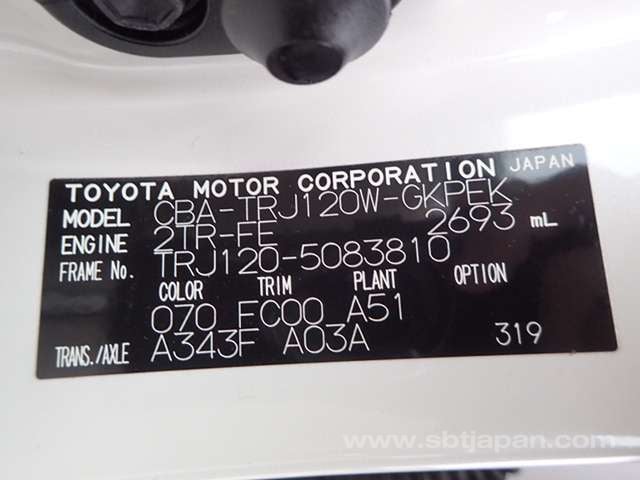 TOYOTA MOTOR CORPORATION JAPAN
MODEL CBA-TRJ120W-GKPEK
ENGINE 2TR-FE 2693 mL
FRAME No. TRJ120-5083810
COLOR TRIM PLANT OPTION
070 FC00 A51
TRANS./AXLE A343F A03A 319
www.sbtjapan.com